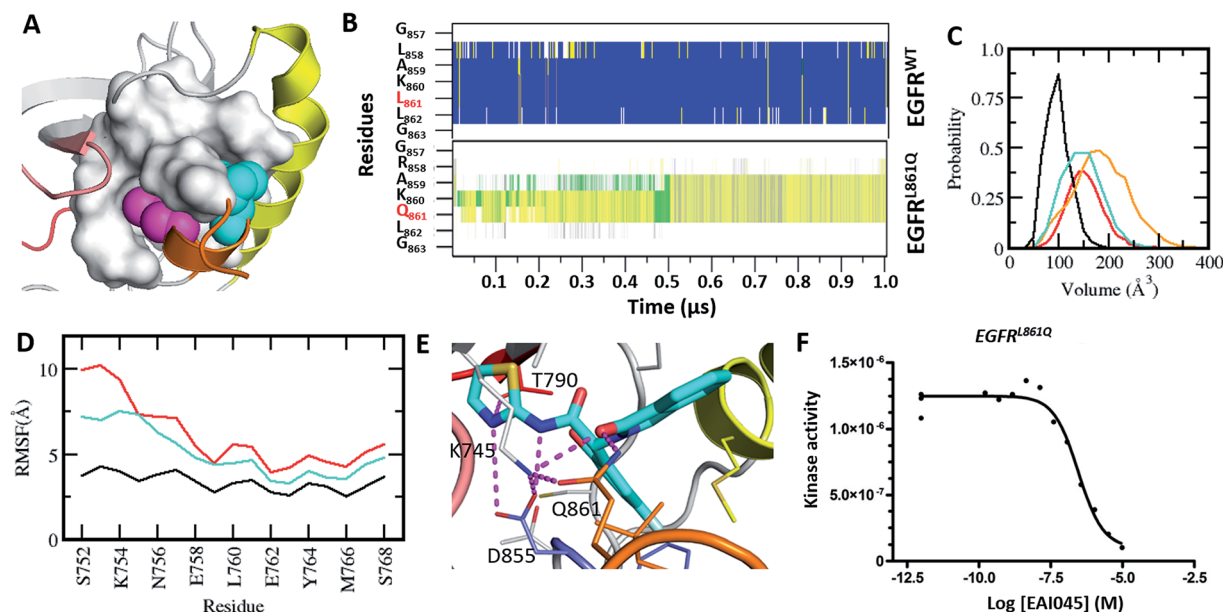 A
B
Residues
G857
L858
A859
K860
L861
L862
G863
EGFRWT
G857
R858
A859
K860
Q861
L862
G863
EGFRL861Q
0.1 0.2 0.3 0.4 0.5 0.6 0.7 0.8 0.9 1.0
Time (μs)
C
Probability
1.0
0.75
0.5
0.25
0
0 100 200 300 400
Volume (Å3)
D
RMSF(Å)
10
5
0
S752 K754 N756 E758 L760 E762 Y764 M766 S768
Residue
E
T790
K745
Q861
D855
F
EGFRL861Q
Kinase activity
1.5×10-6
1.0×10-6
5.0×10-7
0
-12.5 -10.0 -7.5 -5.0 -2.5
Log [EAI045] (M)